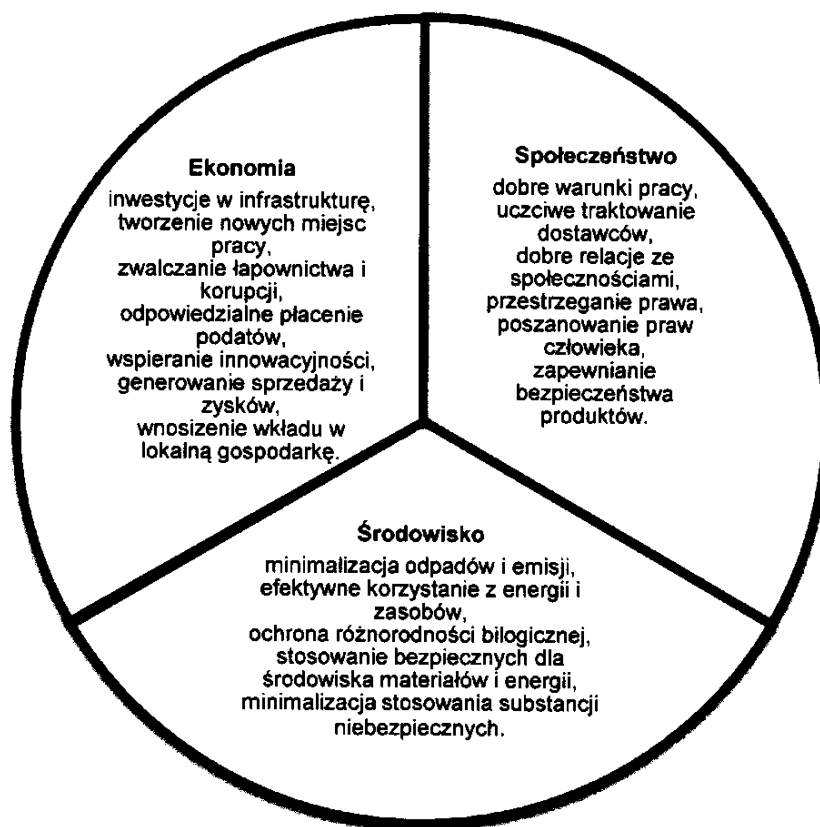 Ekonomia
inwestycje w infrastrukturę,
tworzenie nowych miejsc
pracy,
zwalczanie łapownictwa i
korupcji,
odpowiedzialne płacenie
podatów,
wspieranie innowacyjności,
generowanie sprzedaży i
zysków,
wnosizenie wkładu w
lokalną gospodarkę.
Społeczeństwo
dobre warunki pracy,
uczciwe traktowanie
dostawców,
dobre relacje ze
społecznościami,
przestrzeganie prawa,
poszanowanie praw
człowieka,
zapewnianie
bezpieczeństwa
produktów.
Środowisko
minimalizacja odpadów i emisji,
efektywne korzystanie z energii i
zasobów,
ochrona różnorodności bilogicznej,
stosowanie bezpiecznych dla
środowiska materiałów i energii,
minimalizacja stosowania substancji
niebezpiecznych.